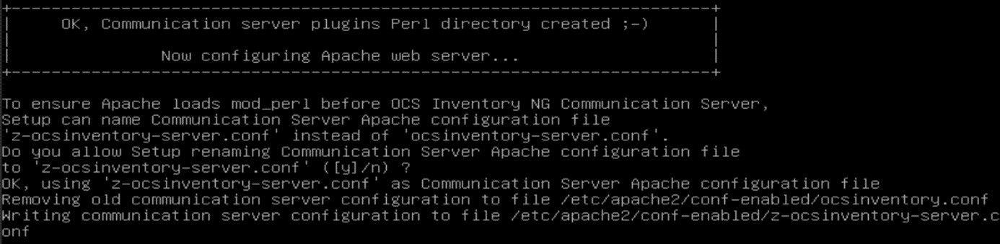 +----------------------------------------------------------------------+
|     OK, Communication server plugins Perl directory created ;-)      |
|                                                                      |
|               Now configuring Apache web server...                   |
+----------------------------------------------------------------------+
To ensure Apache loads mod_perl before OCS Inventory NG Communication Server,
Setup can name Communication Server Apache configuration file
'z-ocsinventory-server.conf' instead of 'ocsinventory-server.conf'.
Do you allow Setup renaming Communication Server Apache configuration file
to 'z-ocsinventory-server.conf' ([y]/n) ?
OK, using 'z-ocsinventory-server.conf' as Communication Server Apache configuration file
Removing old communication server configuration to file /etc/apache2/conf-enabled/ocsinventory.conf
Writing communication server configuration to file /etc/apache2/conf-enabled/z-ocsinventory-server.c
onf